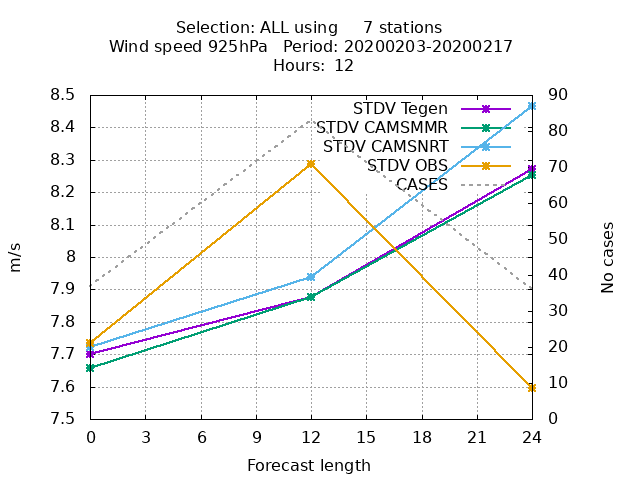 Selection: ALL using     7 stations
Wind speed 925hPa   Period: 20200203-20200217
Hours: 12
8.5
8.4
8.3
8.2
8.1
8
7.9
7.8
7.7
7.6
7.5
m/s
STDV Tegen
STDV CAMSMMR
STDV CAMSNRT
STDV OBS
CASES
90
80
70
60
50
40
30
20
10
0
No cases
0 3 6 9 12 15 18 21 24
Forecast length